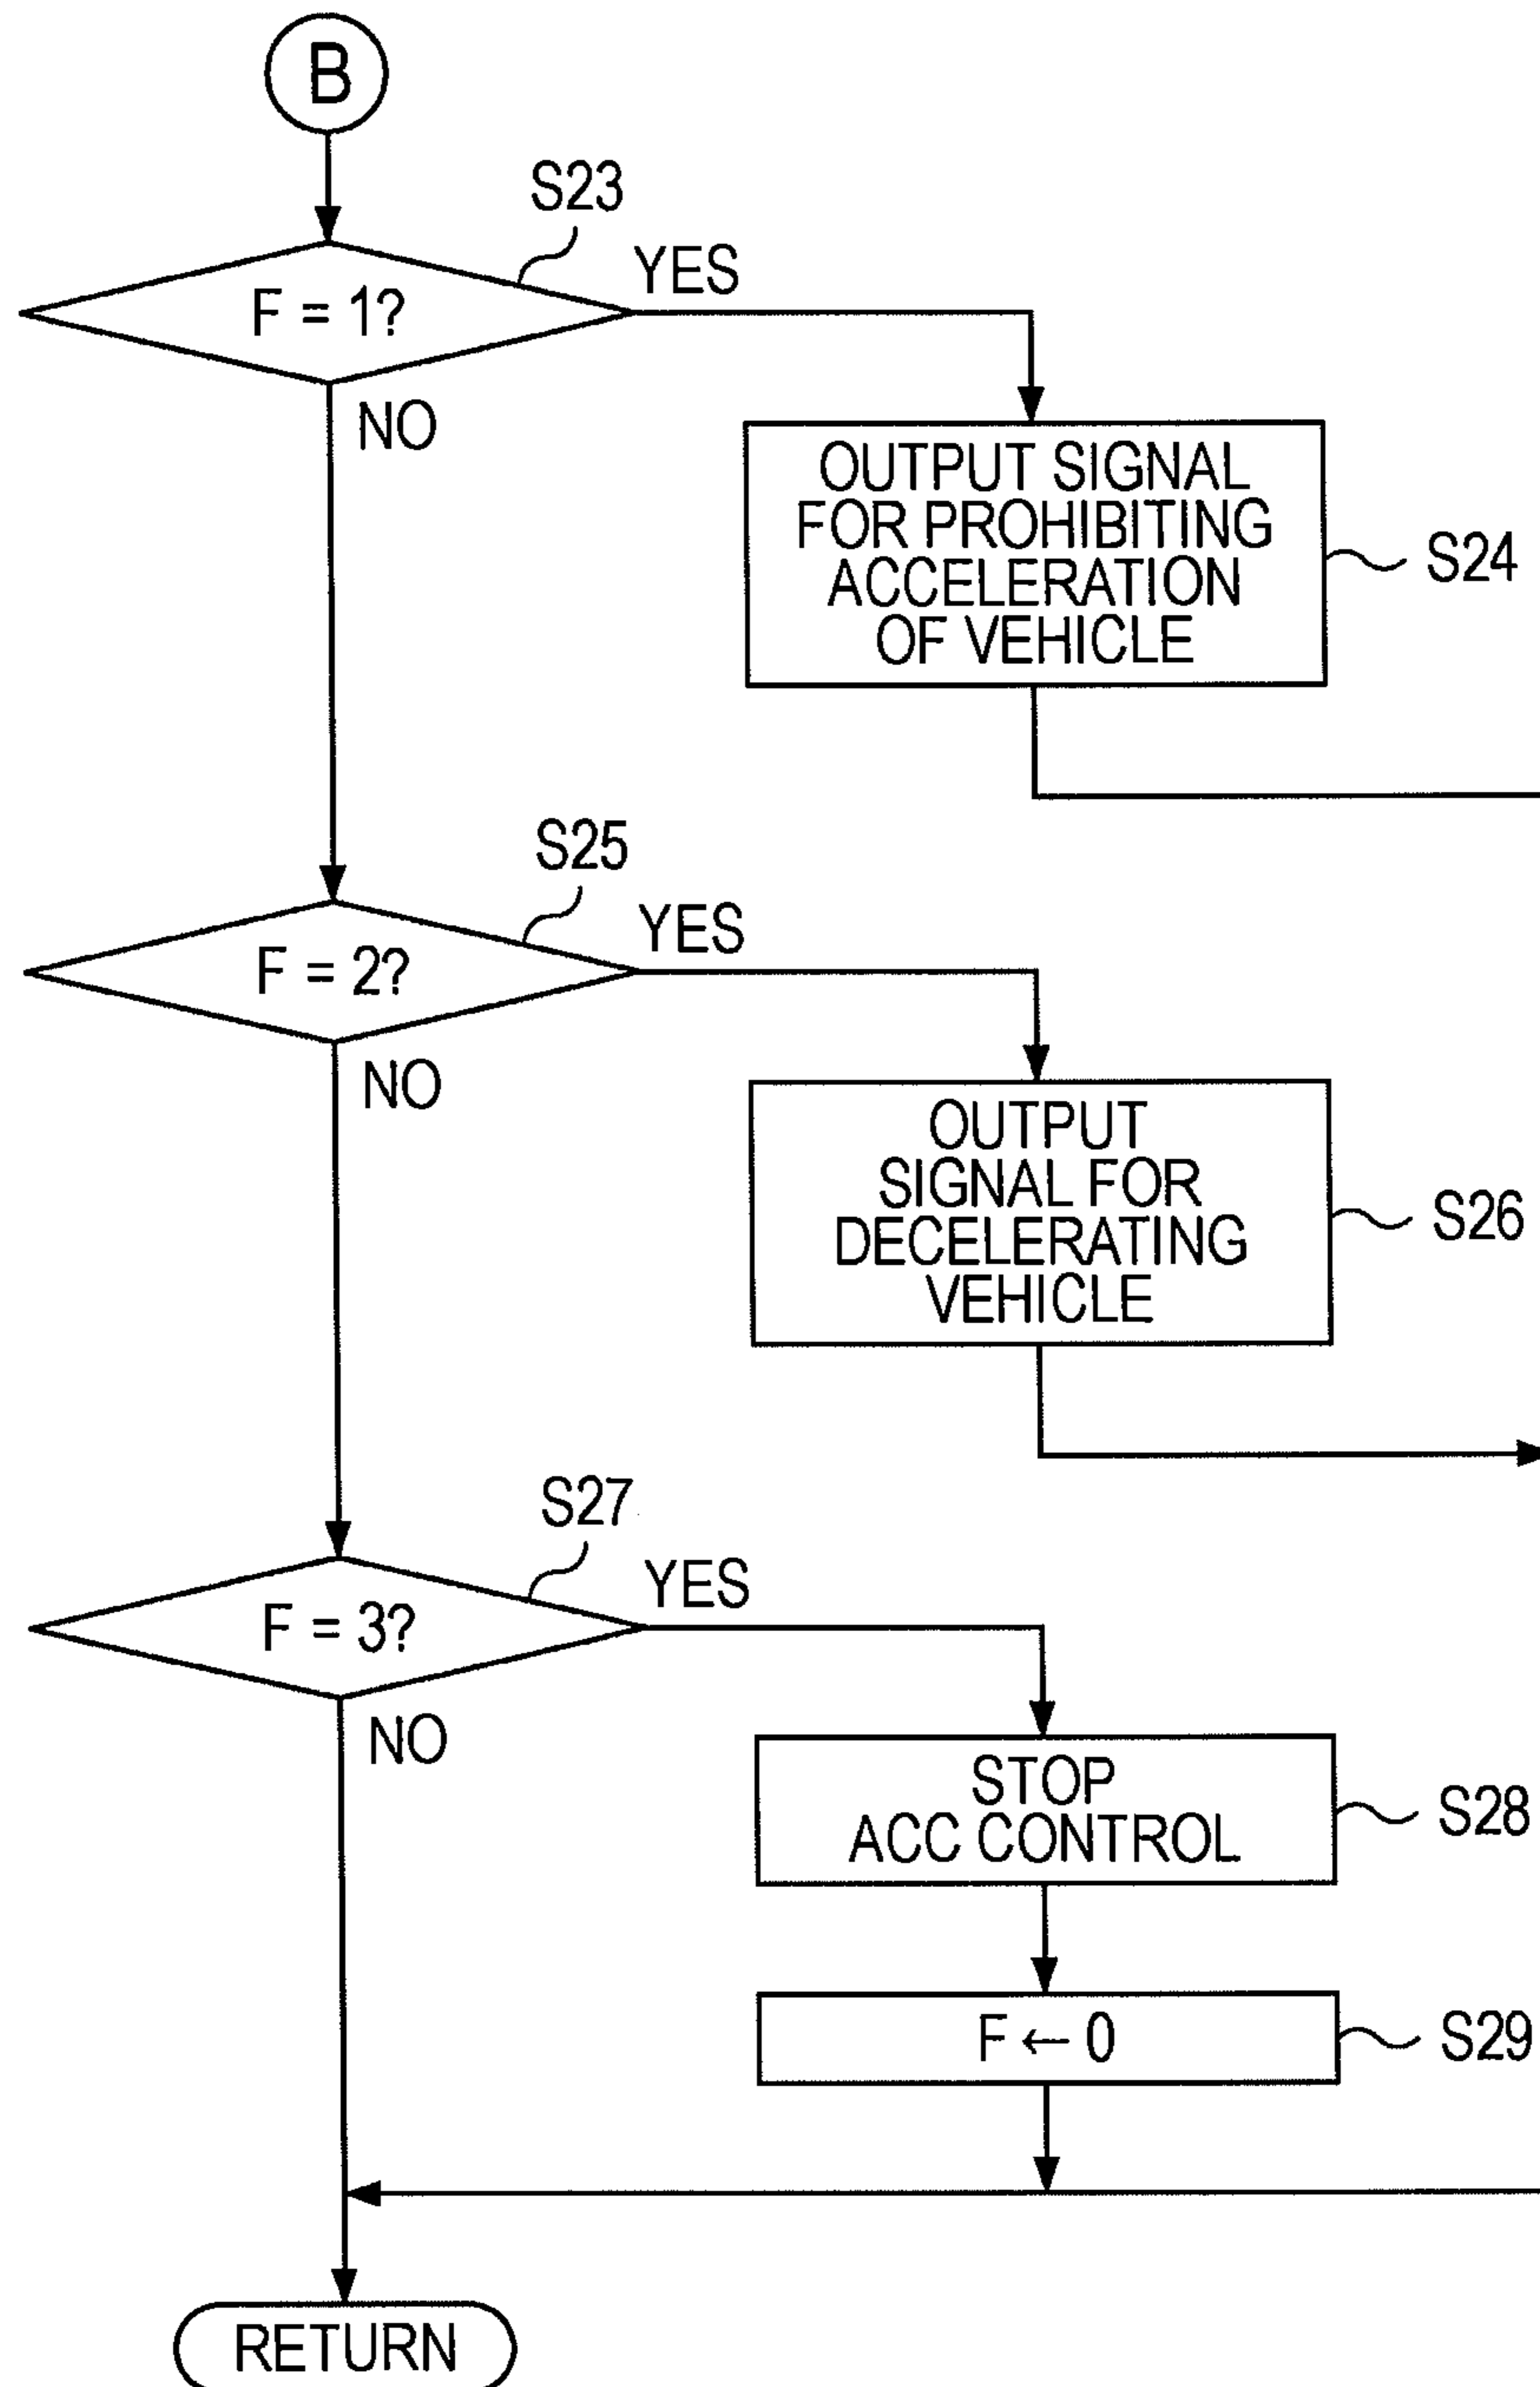 B
S23
F = 1?
YES
NO
OUTPUT SIGNAL
FOR PROHIBITING
ACCELERATION
OF VEHICLE
S24
S25
F = 2?
YES
NO
OUTPUT
SIGNAL FOR
DECELERATING
VEHICLE
S26
S27
F = 3?
YES
NO
STOP
ACC CONTROL
S28
F ← 0
S29
RETURN